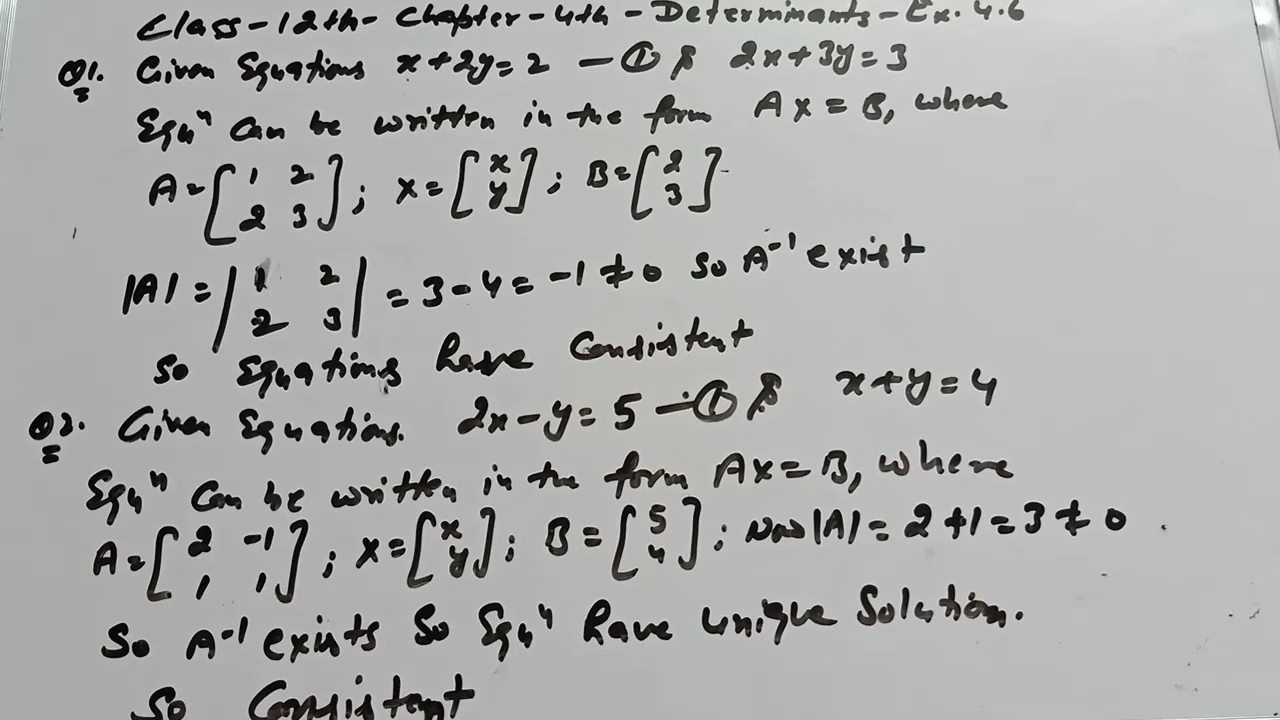 Class-12th-Chapter-4th-Determinants-Ex.4.6
Q1. Given Equations x+2y=2 —① & 2x+3y=3
Equⁿ Can be written in the form AX=B, where
A=[1 2; 2 3]; X=[x; y]; B=[2; 3]
|A|=|1 2; 2 3|=3-4=-1≠0 So A⁻¹ exist
So Equations have Consistent
Q2. Given Equations. 2x-y=5 —① & x+y=4
Equⁿ Can be written in the form AX=B, where
A=[2 -1; 1 1]; X=[x; y]; B=[5; 4]; Now |A|=2+1=3≠0.
So A⁻¹ exists So Equⁿ have unique Solution.
So Consistent